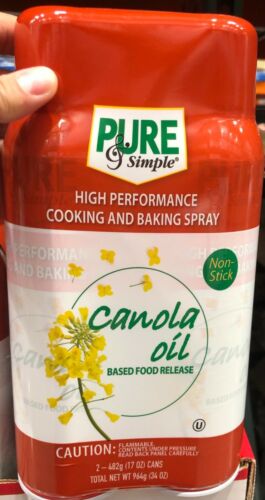 PURE
& Simple®
HIGH PERFORMANCE
COOKING AND BAKING SPRAY
Non-
Stick
canola
oil
BASED FOOD RELEASE
U
CAUTION: FLAMMABLE.
CONTENTS UNDER PRESSURE
READ BACK PANEL CAREFULLY.
2 – 482g (17 OZ) CANS
TOTAL NET WT 964g (34 OZ)